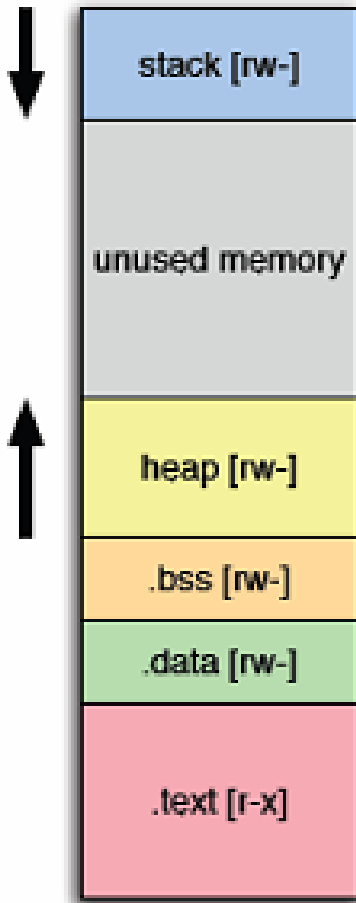 stack [rw-]
unused memory
heap [rw-]
.bss [rw-]
.data [rw-]
.text [r-x]